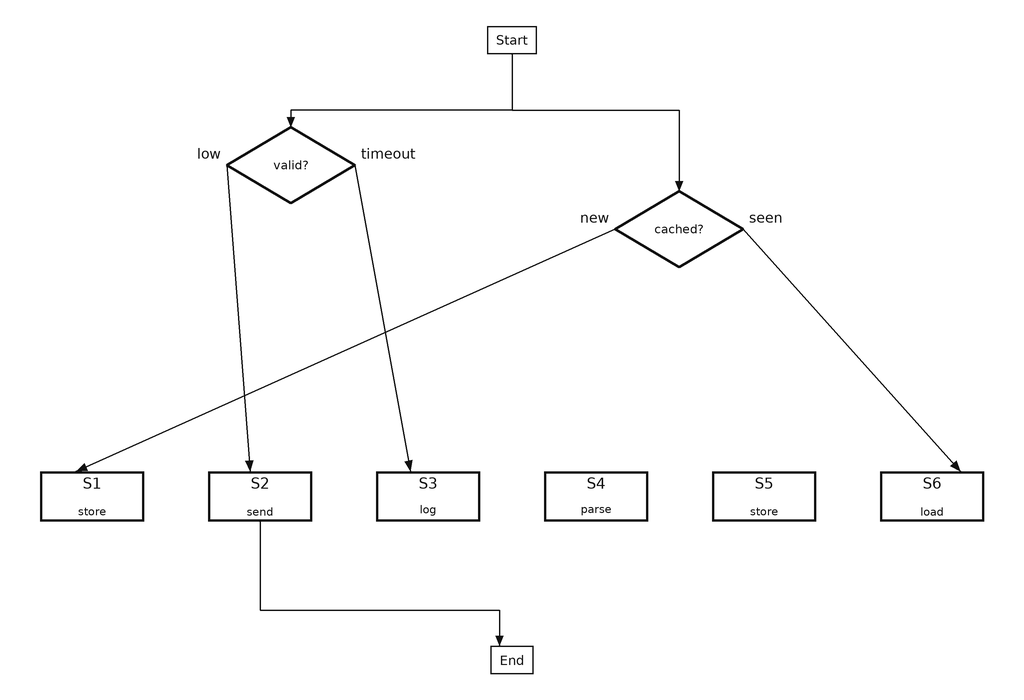 Start
low
valid?
timeout
new
cached?
seen
S1
store
S2
send
S3
log
S4
parse
S5
store
S6
load
End